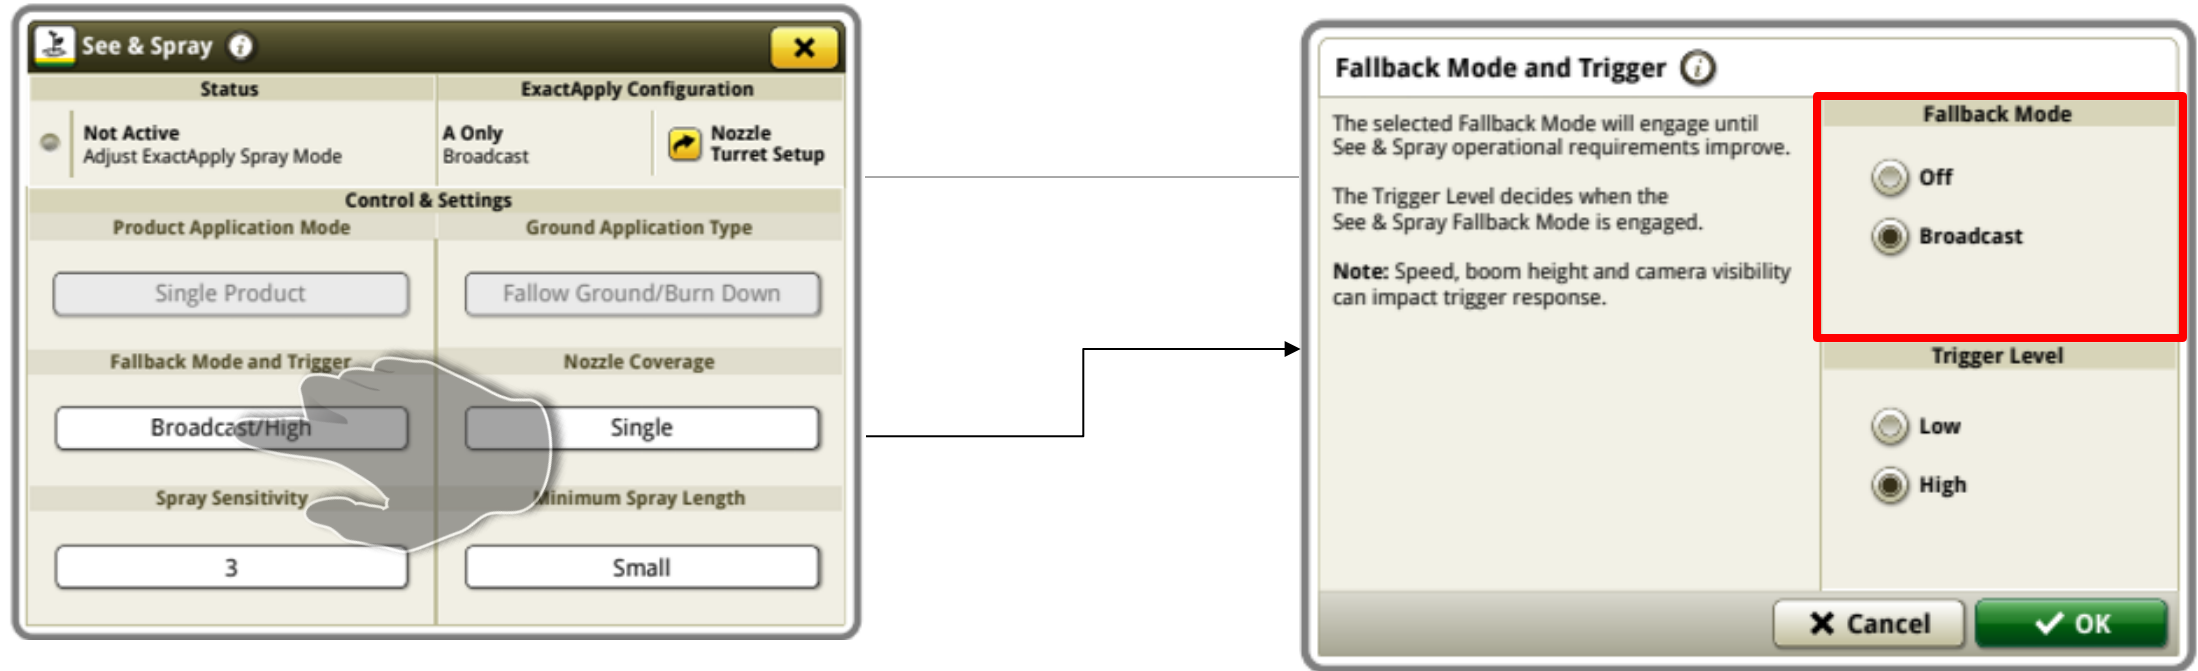 See & Spray
Status
ExactApply Configuration
Not Active
Adjust ExactApply Spray Mode
A Only
Broadcast
Nozzle
Turret Setup
Control & Settings
Product Application Mode
Ground Application Type
Single Product
Fallow Ground/Burn Down
Fallback Mode and Trigger
Nozzle Coverage
Broadcast/High
Single
Spray Sensitivity
Minimum Spray Length
3
Small
Fallback Mode and Trigger
The selected Fallback Mode will engage until
See & Spray operational requirements improve.
The Trigger Level decides when the
See & Spray Fallback Mode is engaged.
Note: Speed, boom height and camera visibility
can impact trigger response.
Fallback Mode
Off
Broadcast
Trigger Level
Low
High
Cancel
OK